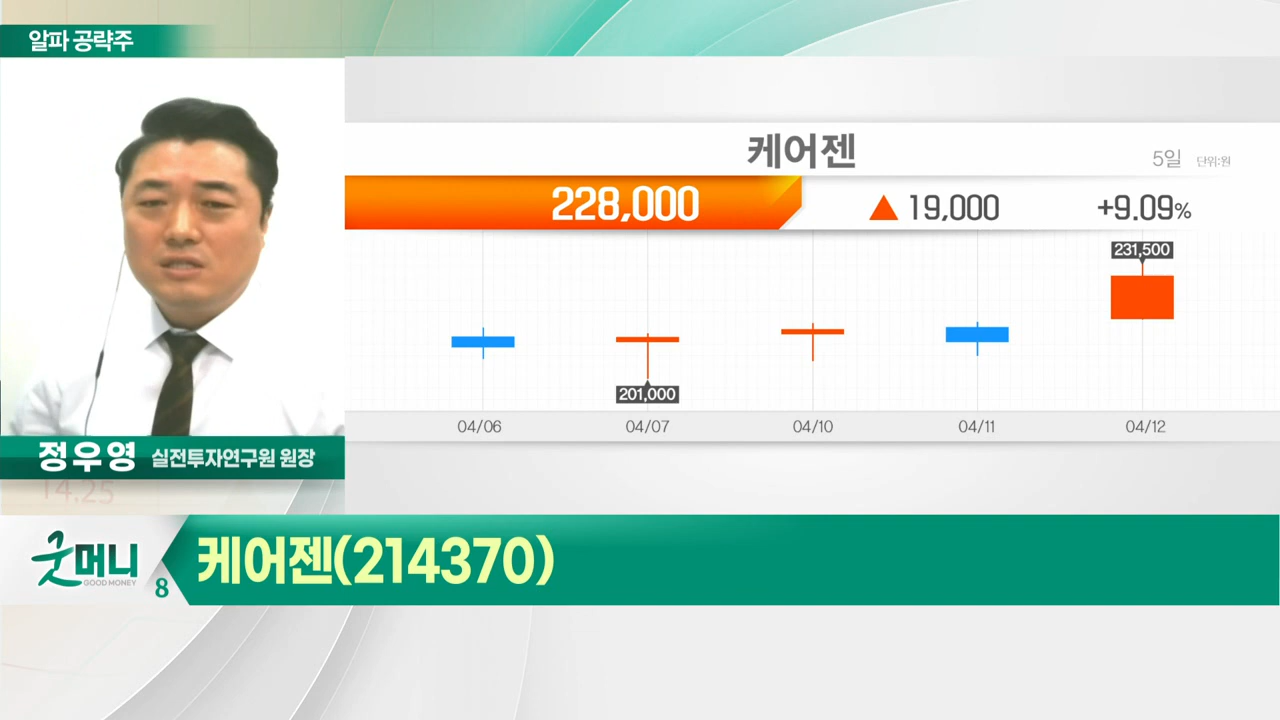 알파 공략주
케어젠
5일 단위:원
228,000 ▲ 19,000 +9.09%
231,500
201,000
04/06 04/07 04/10 04/11 04/12
정우영 실전투자연구원 원장
14.25
굿머니
GOOD MONEY
8
케어젠(214370)